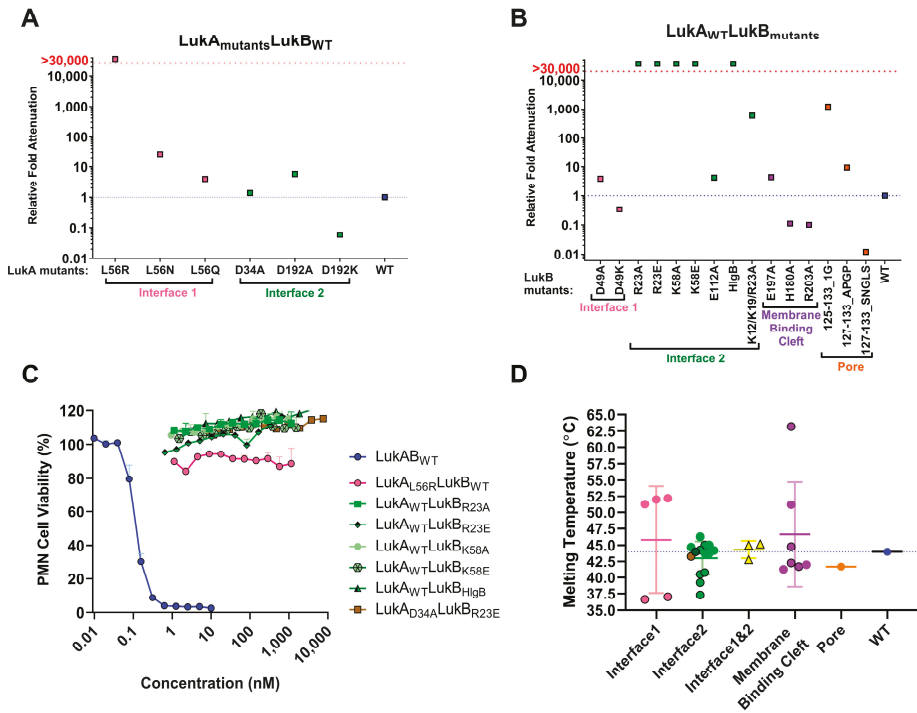 A
LukAmutantsLukBWT
Relative Fold Attenuation
>30,000
10,000
1,000
100
10
1
0.1
0.01
LukA mutants:
L56R
L56N
L56Q
D34A
D192A
D192K
WT
Interface 1
Interface 2
B
LukAWTLukBmutants
Relative Fold Attenuation
>30,000
10,000
1,000
100
10
1
0.1
0.01
LukB
mutants:
D49A
D49K
R23A
R23E
K58A
K58E
E112A
HlgB
K12/K19/R23A
E197A
H180A
R203A
125-133_1G
127-133_APGP
127-133_SNGLS
WT
Interface 1
Interface 2
Membrane
Binding
Cleft
Pore
C
PMN Cell Viability (%)
120
100
80
60
40
20
0
0.01
0.1
1
10
100
1,000
10,000
Concentration (nM)
LukABWT
LukAL56RLukBWT
LukAWTLukBR23A
LukAWTLukBR23E
LukAWTLukBK58A
LukAWTLukBK58E
LukAWTLukBHlgB
LukAD34ALukBR23E
D
Melting Temperature (°C)
65.0
62.5
60.0
57.5
55.0
52.5
50.0
47.5
45.0
42.5
40.0
37.5
35.0
Interface1
Interface2
Interface1&2
Membrane
Binding Cleft
Pore
WT